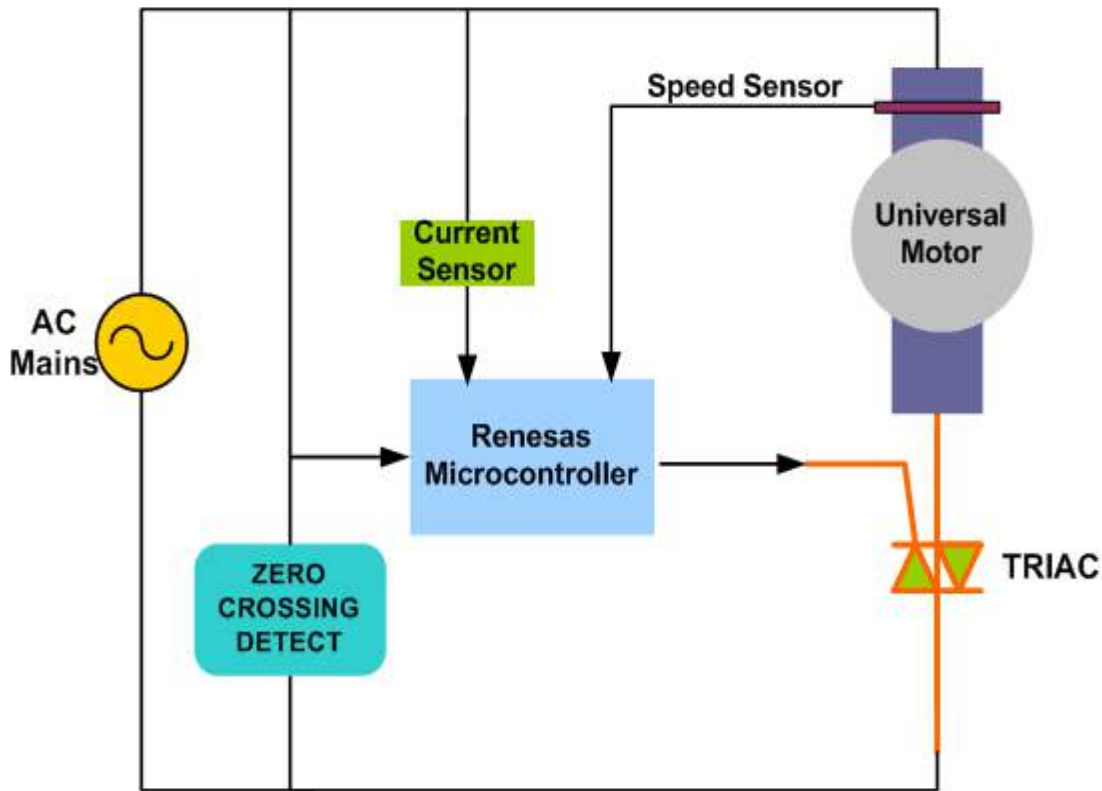 Speed Sensor
Universal
Motor
Current
Sensor
AC
Mains
Renesas
Microcontroller
ZERO
CROSSING
DETECT
TRIAC